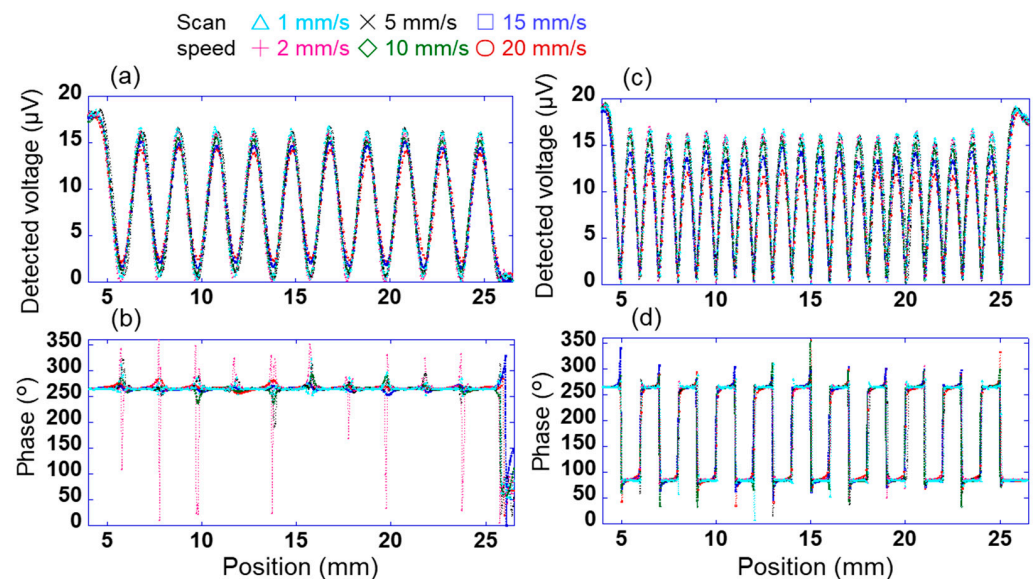 Scan △ 1 mm/s × 5 mm/s □ 15 mm/s
speed + 2 mm/s ◇ 10 mm/s ○ 20 mm/s
(a)
Detected voltage (μV)
20
15
10
5
0
5 10 15 20 25
(b)
Phase (°)
350
300
250
200
150
100
50
0
5 10 15 20 25
Position (mm)
(c)
Detected voltage (μV)
20
15
10
5
0
5 10 15 20 25
(d)
Phase (°)
350
300
250
200
150
100
50
0
5 10 15 20 25
Position (mm)